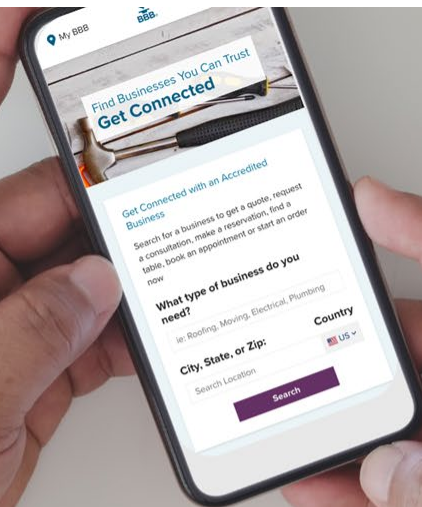 My BBB
BBB.
Find Businesses You Can Trust
Get Connected
Get Connected with an Accredited
Business
Search for a business to get a quote, request
a consultation, make a reservation, find a
table, book an appointment or start an order
now
What type of business do you
need?
ie: Roofing, Moving, Electrical, Plumbing
City, State, or Zip:
Country
Search Location
US
Search